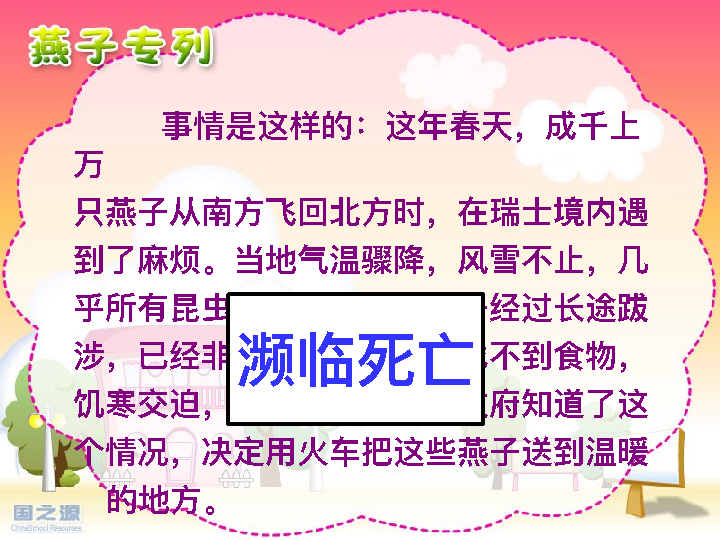 燕子专列
事情是这样的：这年春天，成千上
万
只燕子从南方飞回北方时，在瑞士境内遇
到了麻烦。当地气温骤降，风雪不止，几
乎所有昆虫 经过长途跋
涉，已经非 不到食物，
濒临死亡
饥寒交迫， 府知道了这
个情况，决定用火车把这些燕子送到温暖
的地方。
国之源
ChinaSchool Resources